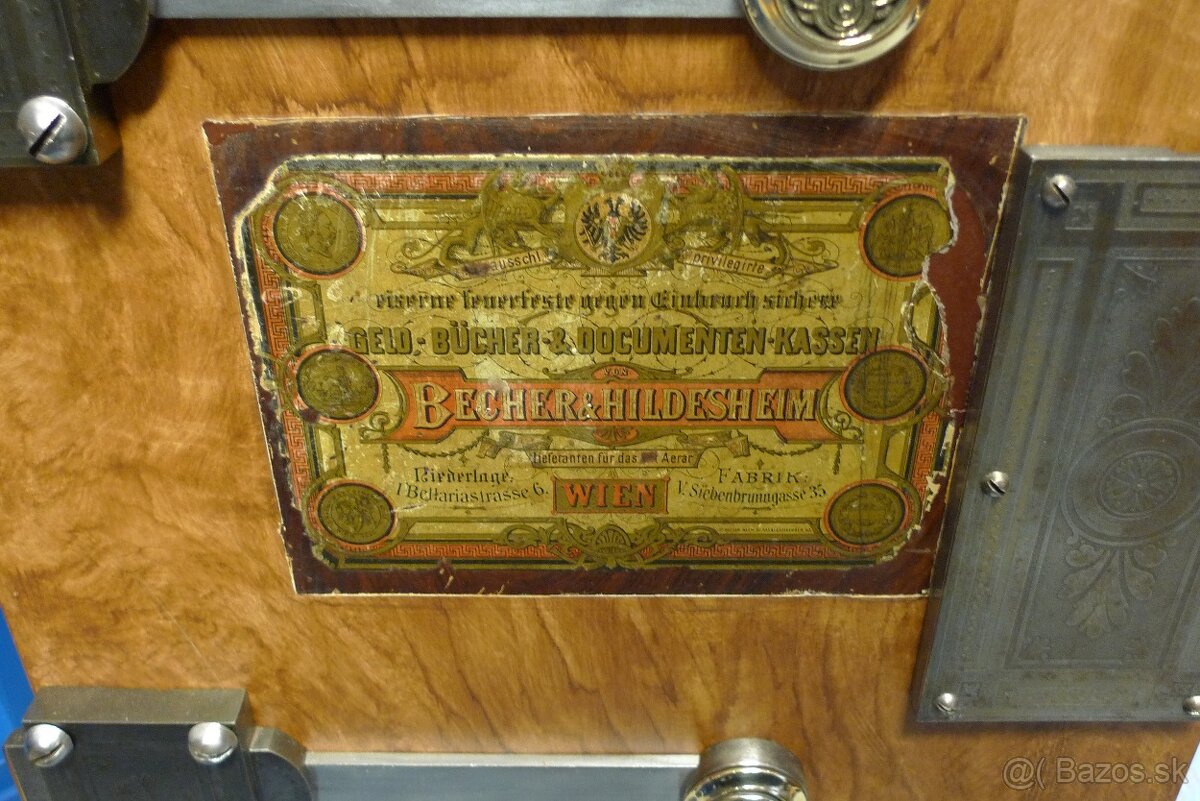 ausschl. privilegirte
eiserne feuerfeste gegen Einbruch sichere
GELD,- BÜCHER-& DOCUMENTEN-KASSEN
VON
BECHER & HILDESHEIM
Lieferanten für das Aerar
Niederlage:
I Bellariastrasse 6.
WIEN
FABRIK:
V. Siebenbrunngasse 35
@( Bazos.sk